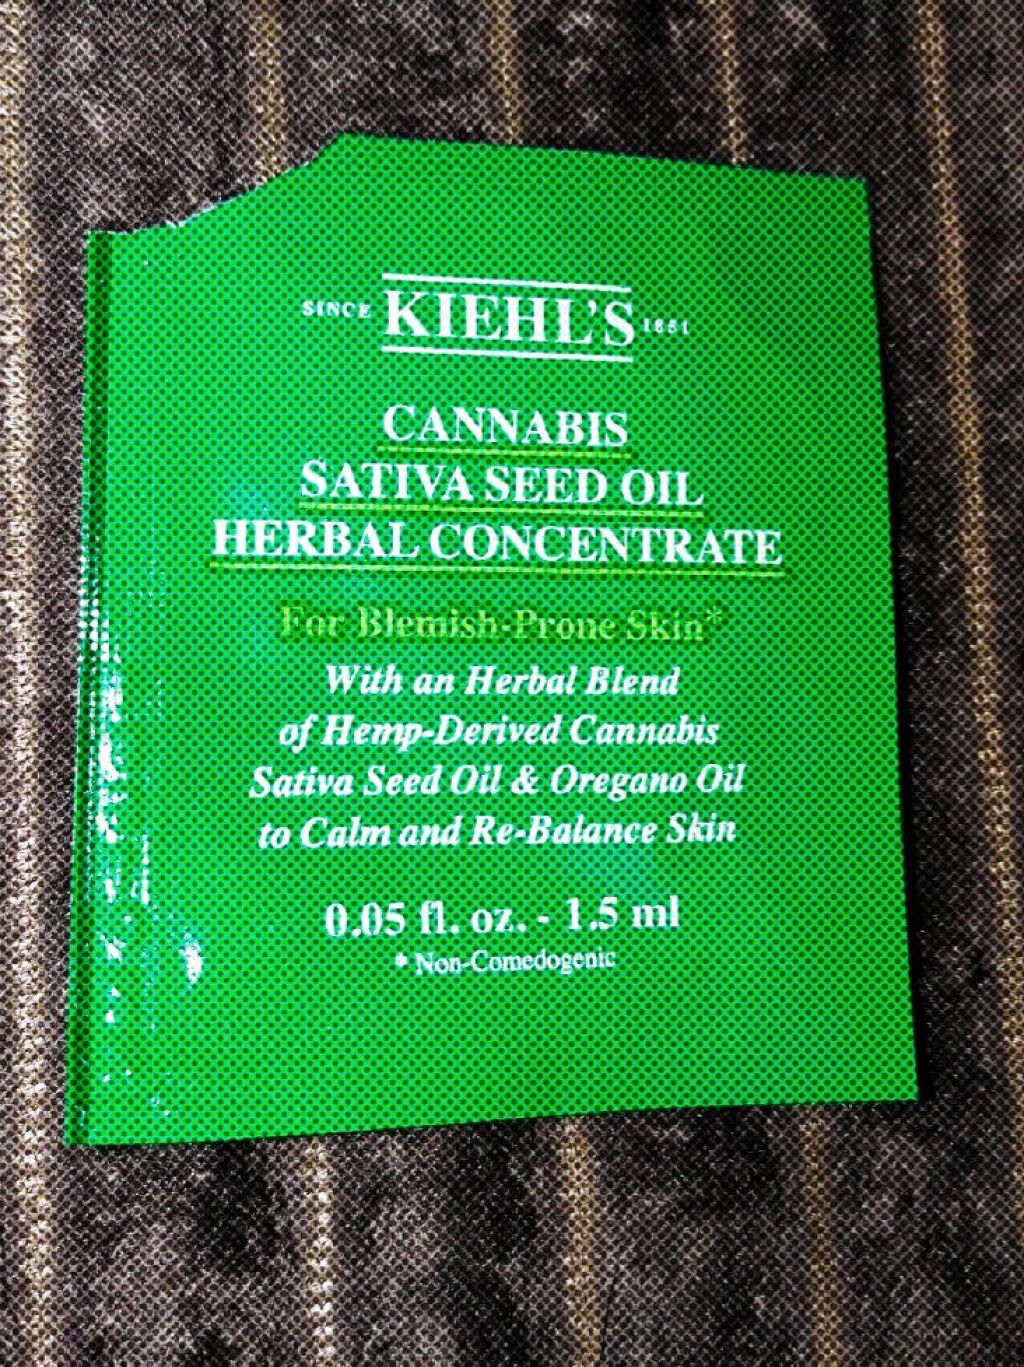 SINCE KIEHL'S 1851
CANNABIS
SATIVA SEED OIL
HERBAL CONCENTRATE
For Blemish-Prone Skin*
With an Herbal Blend
of Hemp-Derived Cannabis
Sativa Seed Oil & Oregano Oil
to Calm and Re-Balance Skin
0.05 fl. oz. - 1.5 ml
* Non-Comedogenic